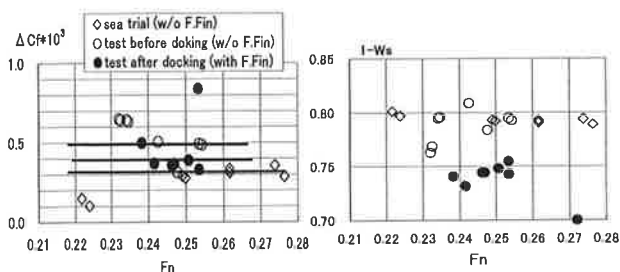 ◇ sea trial (w/o F.Fin)
○ test before doking (w/o F.Fin)
● test after docking (with F.Fin)
ΔCf*10³
1.0
0.5
0.0
0.21 0.22 0.23 0.24 0.25 0.26 0.27 0.28
Fn
1-Ws
0.85
0.80
0.75
0.70
0.21 0.22 0.23 0.24 0.25 0.26 0.27 0.28
Fn